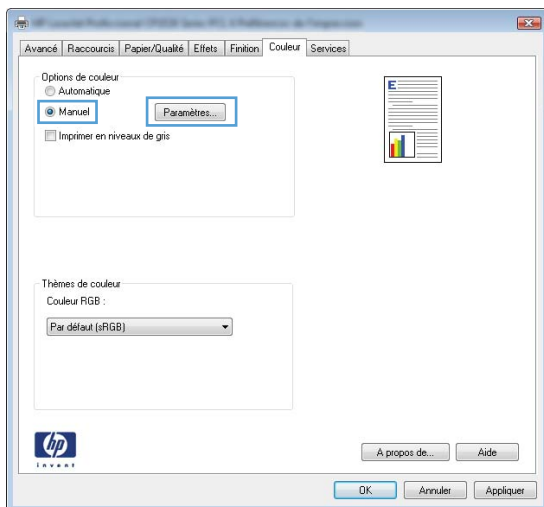 Avancé Raccourcis Papier/Qualité Effets Finition Couleur Services
Options de couleur
Automatique
Manuel Paramètres...
Imprimer en niveaux de gris
E
Thèmes de couleur
Couleur RGB :
Par défaut (sRGB)
hp
invent
A propos de... Aide
OK Annuler Appliquer